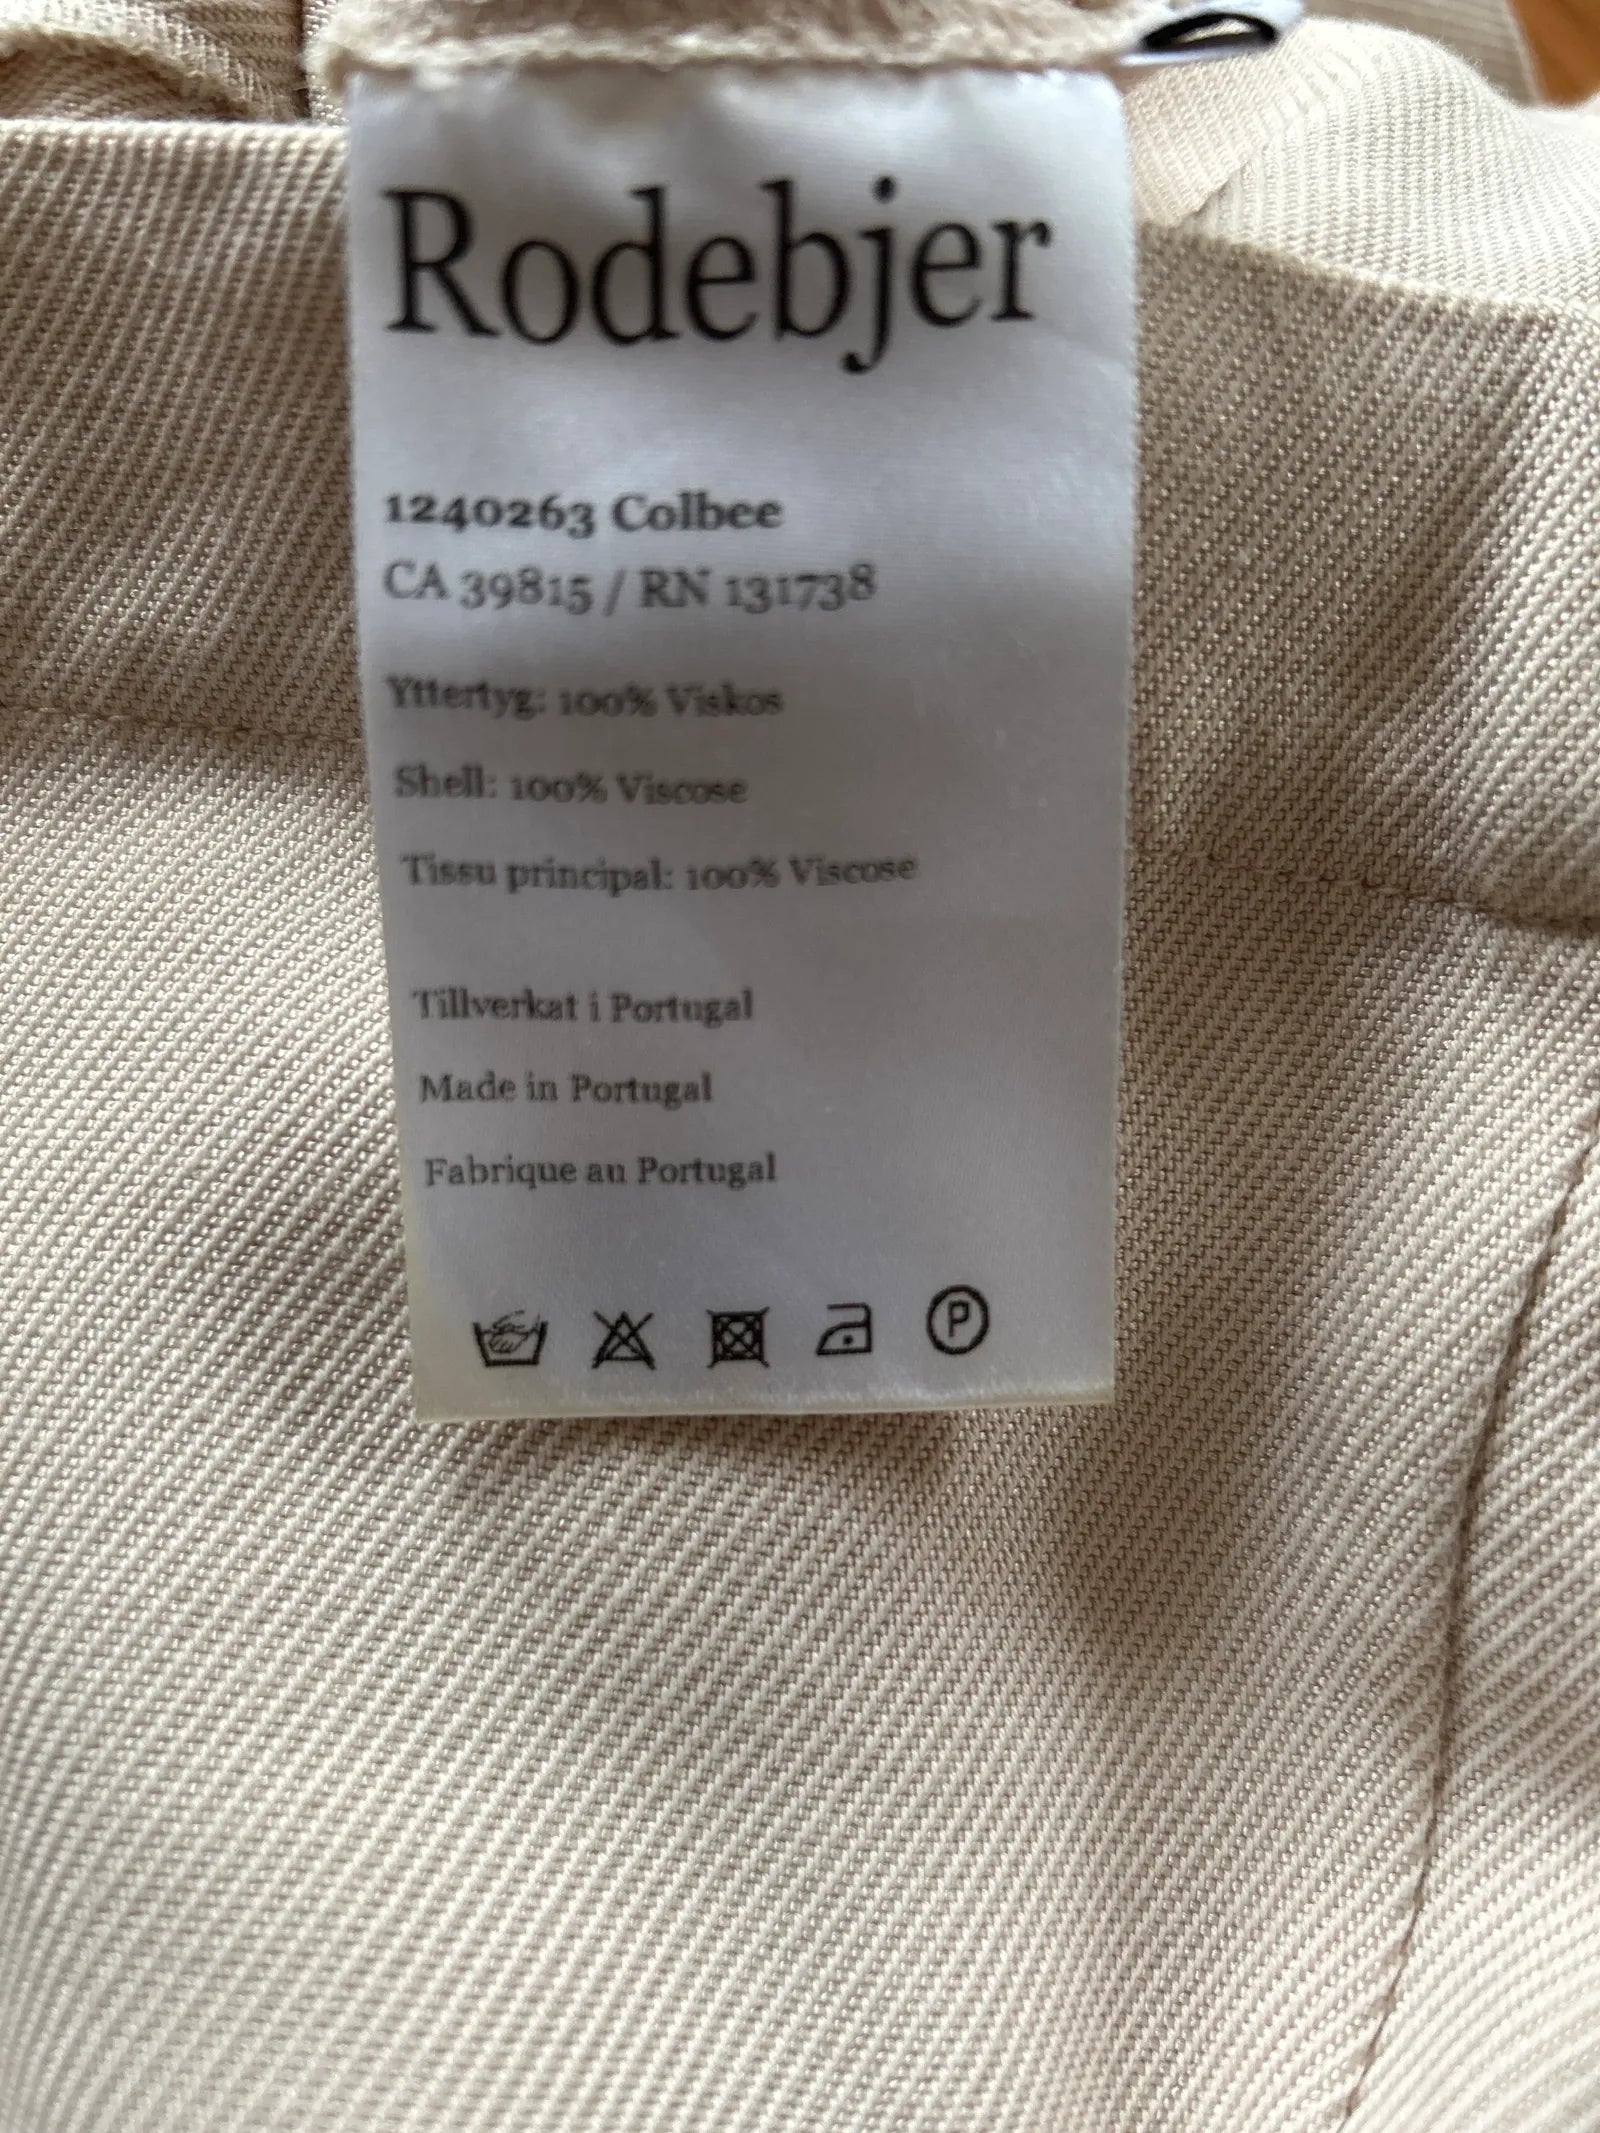 Rodebjer
1240263 Colbee
CA 39815 / RN 131738
Yttertyg: 100% Viskos
Shell: 100% Viscose
Tissu principal: 100% Viscose
Tillverkat i Portugal
Made in Portugal
Fabrique au Portugal
P